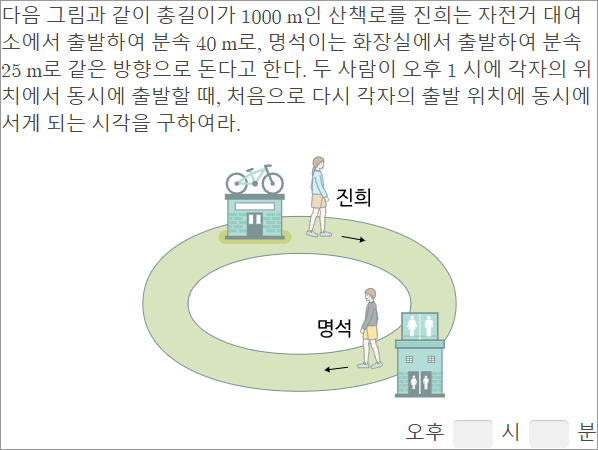 다음 그림과 같이 총길이가 1000 m인 산책로를 진희는 자전거 대여
소에서 출발하여 분속 40 m로, 명석이는 화장실에서 출발하여 분속
25 m로 같은 방향으로 돈다고 한다. 두 사람이 오후 1 시에 각자의 위
치에서 동시에 출발할 때, 처음으로 다시 각자의 출발 위치에 동시에
서게 되는 시각을 구하여라.
진희
명석
오후 시 분